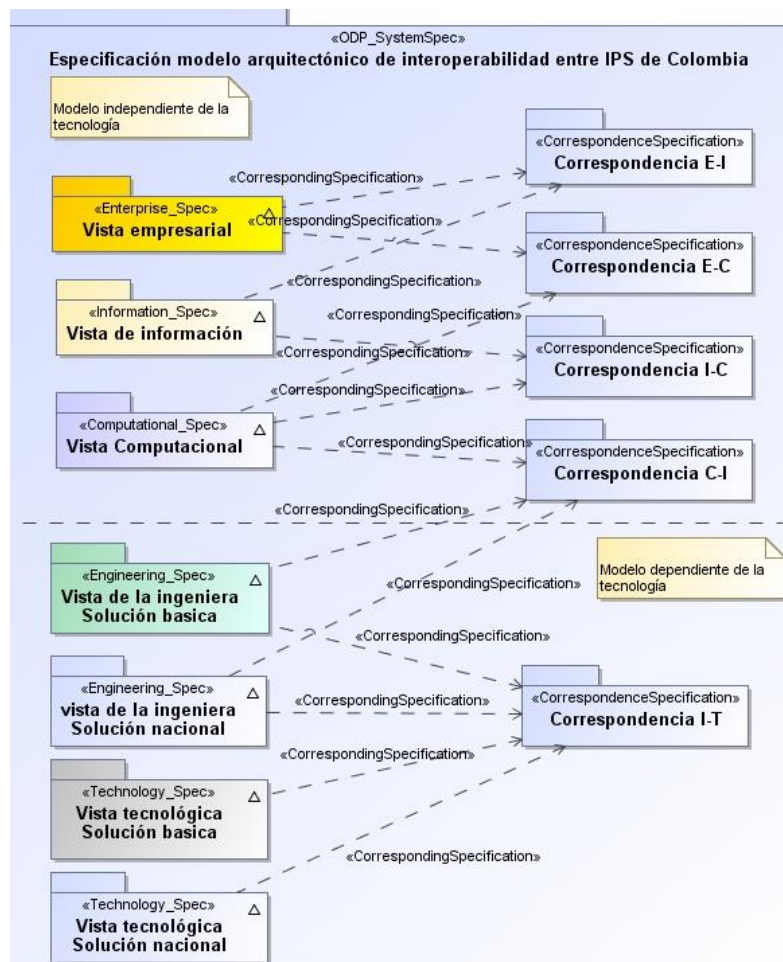 «ODP_SystemSpec»
Especificación modelo arquitectónico de interoperabilidad entre IPS de Colombia
Modelo independiente de la
tecnología
«CorrespondenceSpecification»
Correspondencia E-I
«CorrespondingSpecification»
«Enterprise_Spec»
Vista empresarial
«CorrespondingSpecification»
«CorrespondenceSpecification»
Correspondencia E-C
«CorrespondingSpecification»
«Information_Spec»
Vista de información
«CorrespondingSpecification»
«CorrespondenceSpecification»
Correspondencia I-C
«CorrespondingSpecification»
«CorrespondingSpecification»
«Computational_Spec»
Vista Computacional
«CorrespondingSpecification»
«CorrespondenceSpecification»
Correspondencia C-I
«CorrespondingSpecification»
«Engineering_Spec»
Vista de la ingeniera
Solución basica
Modelo dependiente de la
tecnología
«CorrespondingSpecification»
«CorrespondingSpecification»
«Engineering_Spec»
vista de la ingeniera
Solución nacional
«CorrespondingSpecification»
«CorrespondenceSpecification»
Correspondencia I-T
«CorrespondingSpecification»
«Technology_Spec»
Vista tecnológica
Solución basica
«CorrespondingSpecification»
«Technology_Spec»
Vista tecnológica
Solución nacional